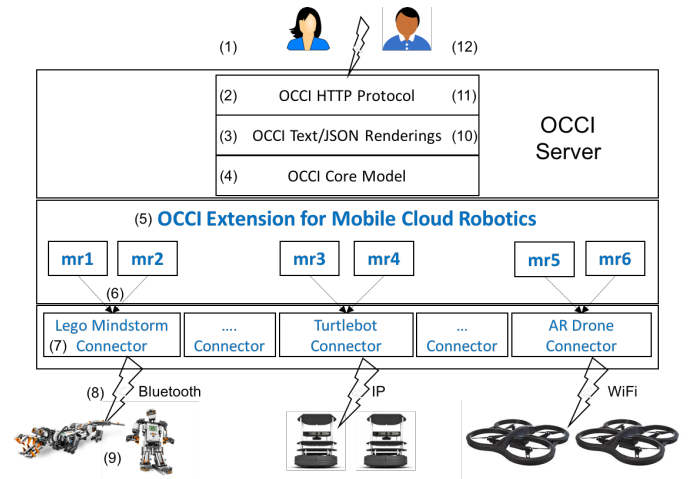 (1) (12)
(2) OCCI HTTP Protocol (11)
(3) OCCI Text/JSON Renderings (10)
(4) OCCI Core Model
OCCI
Server
(5) OCCI Extension for Mobile Cloud Robotics
mr1 mr2 mr3 mr4 mr5 mr6
(6)
Lego Mindstorm
(7) Connector
....
Connector
Turtlebot
Connector
...
Connector
AR Drone
Connector
(8) Bluetooth IP WiFi
(9)